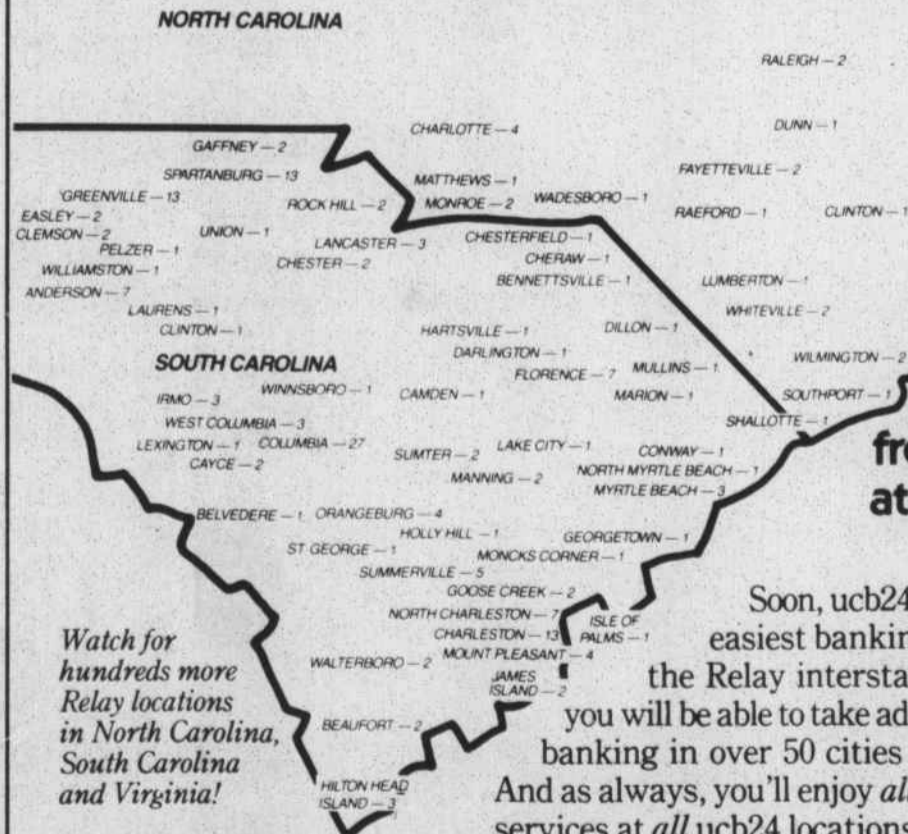 NORTH CAROLINA
RALEIGH — 2
CHARLOTTE — 4
DUNN — 1
GAFFNEY — 2
SPARTANBURG — 13
MATTHEWS — 1
FAYETTEVILLE — 2
GREENVILLE — 13
ROCK HILL — 2
MONROE — 2
WADESBORO — 1
RAEFORD — 1
CLINTON — 1
EASLEY — 2
CLEMSON — 2
UNION — 1
LANCASTER — 3
CHESTERFIELD — 1
PELZER — 1
CHESTER — 2
CHERAW — 1
WILLIAMSTON — 1
BENNETTSVILLE — 1
LUMBERTON — 1
ANDERSON — 7
LAURENS — 1
WHITEVILLE — 2
CLINTON — 1
HARTSVILLE — 1
DILLON — 1
DARLINGTON — 1
SOUTH CAROLINA
FLORENCE — 7
MULLINS — 1
WILMINGTON — 2
IRMO — 3
WINNSBORO — 1
CAMDEN — 1
MARION — 1
SOUTHPORT — 1
WEST COLUMBIA — 3
SHALLOTTE — 1
LEXINGTON — 1
COLUMBIA — 27
SUMTER — 2
LAKE CITY — 1
CONWAY — 1
CAYCE — 2
MANNING — 2
NORTH MYRTLE BEACH — 1
MYRTLE BEACH — 3
BELVEDERE — 1
ORANGEBURG — 4
HOLLY HILL — 1
GEORGETOWN — 1
ST GEORGE — 1
MONCKS CORNER — 1
SUMMERVILLE — 5
GOOSE CREEK — 2
NORTH CHARLESTON — 7
ISLE OF
PALMS — 1
CHARLESTON — 13
MOUNT PLEASANT — 4
WALTERBORO — 2
JAMES
ISLAND — 2
BEAUFORT — 2
HILTON HEAD
ISLAND — 3
Watch for
hundreds more
Relay locations
in North Carolina,
South Carolina
and Virginia!
fro
at
Soon, ucb24
easiest bankin
the Relay intersta
you will be able to take ad
banking in over 50 cities
And as always, you'll enjoy al
services at all ucb24 locations